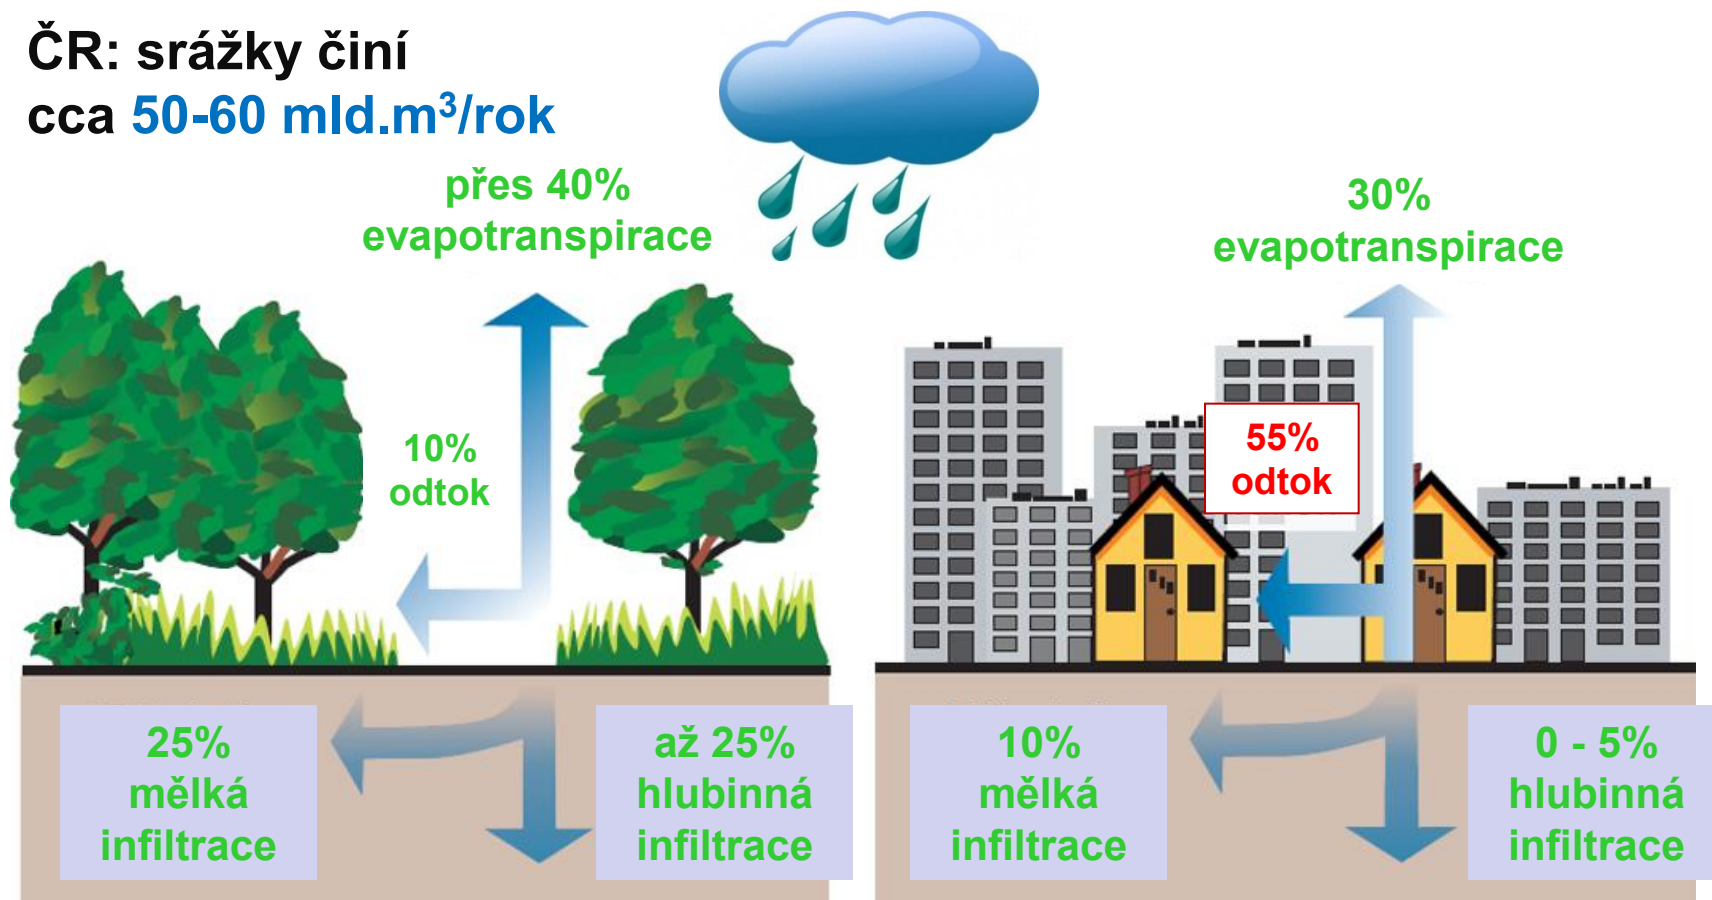 ČR: srážky činí
cca 50-60 mld.m³/rok
přes 40%
evapotranspirace
30%
evapotranspirace
10%
odtok
55%
odtok
25%
mělká
infiltrace
až 25%
hlubinná
infiltrace
10%
mělká
infiltrace
0 - 5%
hlubinná
infiltrace